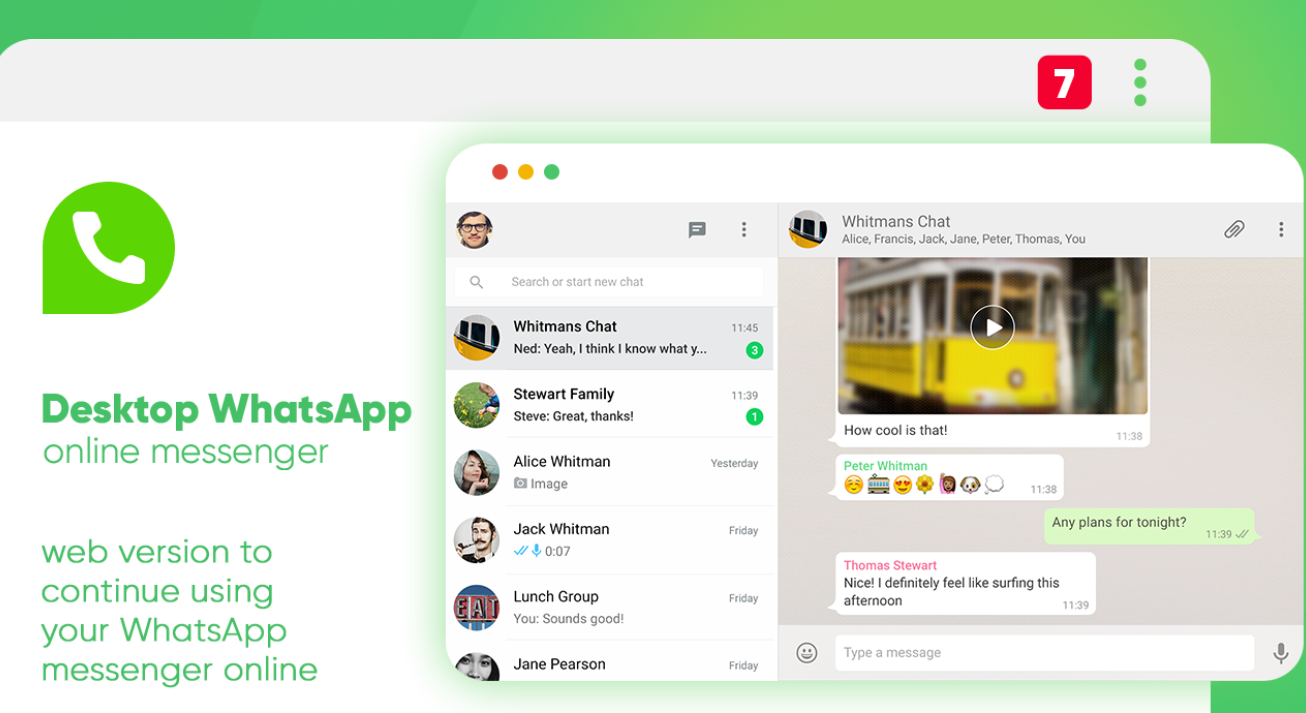 7
Desktop WhatsApp
online messenger
web version to
continue using
your WhatsApp
messenger online
Search or start new chat
Whitmans Chat 11:45
Ned: Yeah, I think I know what y... 3
Stewart Family 11:39
Steve: Great, thanks! 1
Alice Whitman Yesterday
Image
Jack Whitman Friday
0:07
Lunch Group Friday
You: Sounds good!
Jane Pearson Friday
EAT
Whitmans Chat
Alice, Francis, Jack, Jane, Peter, Thomas, You
How cool is that! 11:38
Peter Whitman
11:38
Any plans for tonight?
11:39
Thomas Stewart
Nice! I definitely feel like surfing this
afternoon 11:39
Type a message